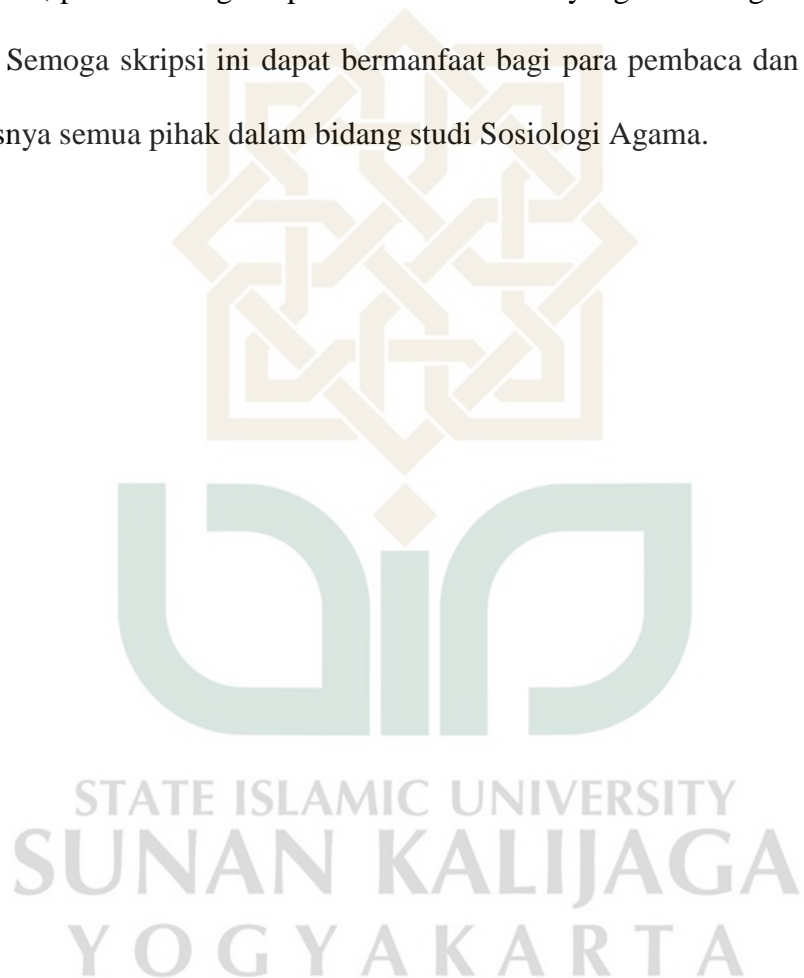 Semoga skripsi ini dapat bermanfaat bagi para pembaca dan
snya semua pihak dalam bidang studi Sosiologi Agama.
STATE ISLAMIC UNIVERSITY
SUNAN KALIJAGA
YOGYAKARTA